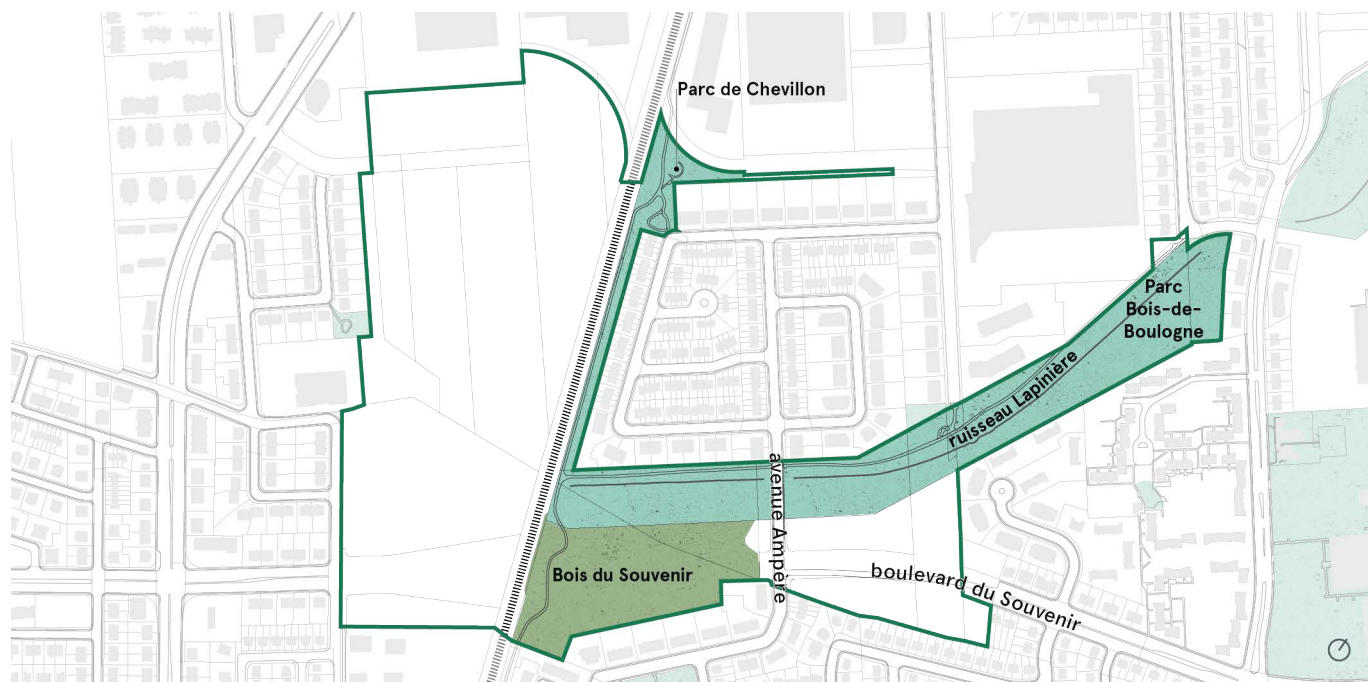 Parc de Chevillon
Parc
Bois-de-
Boulogne
ruisseau Lapinière
avenue Ampère
Bois du Souvenir
boulevard du Souvenir